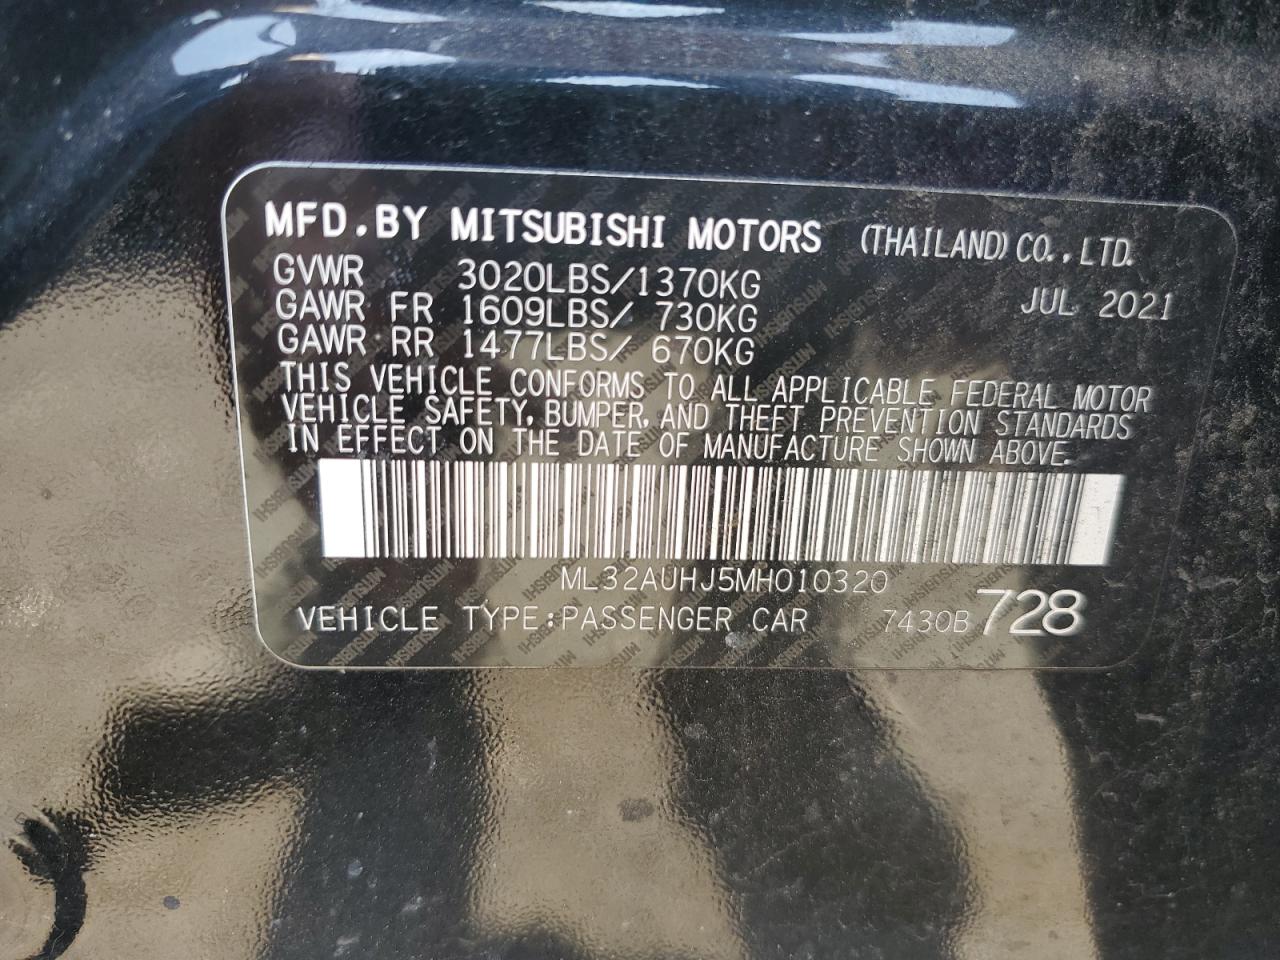 MFD.BY MITSUBISHI MOTORS (THAILAND) CO.,LTD.
GVWR 3020LBS/1370KG JUL 2021
GAWR FR 1609LBS/ 730KG
GAWR RR 1477LBS/ 670KG
THIS VEHICLE CONFORMS TO ALL APPLICABLE FEDERAL MOTOR
VEHICLE SAFETY, BUMPER, AND THEFT PREVENTION STANDARDS
IN EFFECT ON THE DATE OF MANUFACTURE SHOWN ABOVE.
ML32AUHJ5MH010320
VEHICLE TYPE:PASSENGER CAR 7430B 728